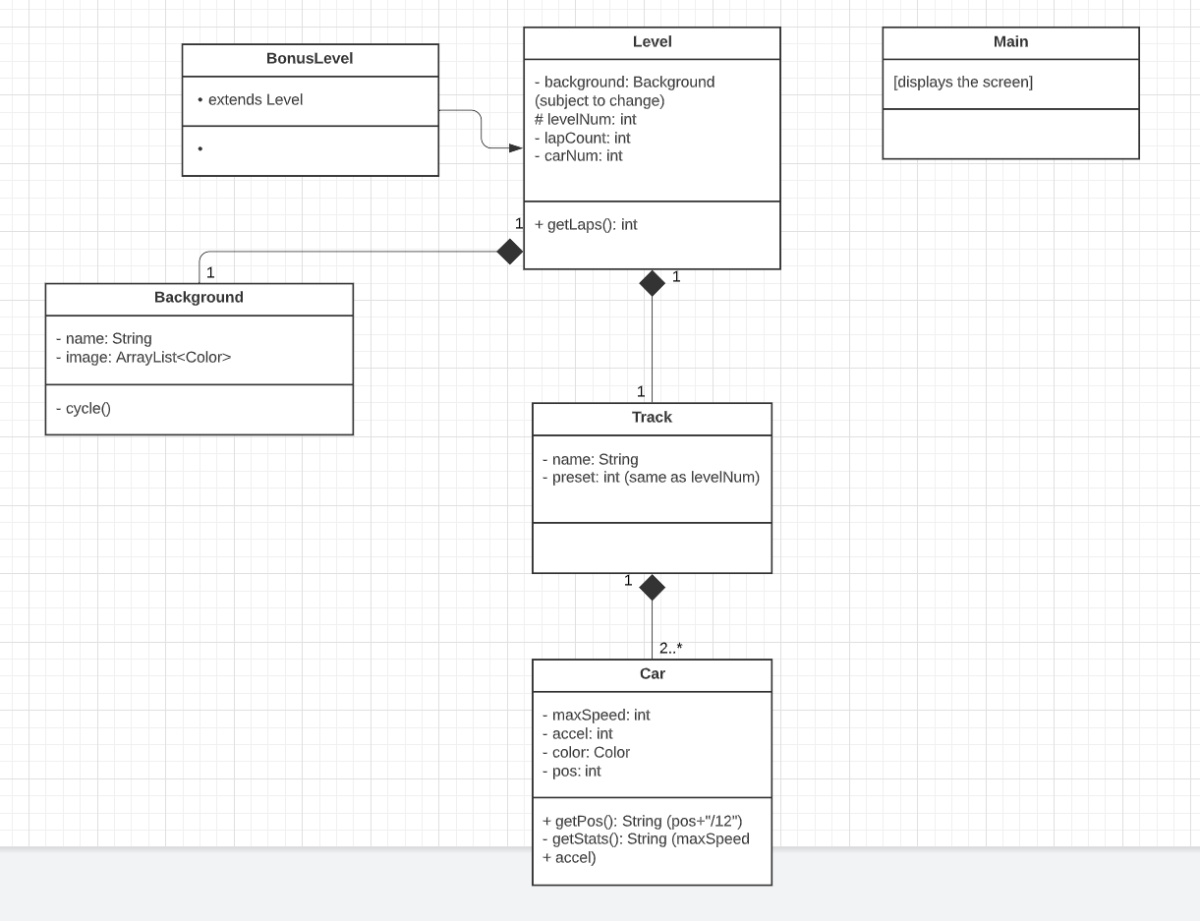 BonusLevel
• extends Level
•
Level
- background: Background
(subject to change)
# levelNum: int
- lapCount: int
- carNum: int
+ getLaps(): int
Main
[displays the screen]
1
1
Background
- name: String
- image: ArrayList<Color>
- cycle()
1
1
Track
- name: String
- preset: int (same as levelNum)
1
2..*
Car
- maxSpeed: int
- accel: int
- color: Color
- pos: int
+ getPos(): String (pos+"/12")
- getStats(): String (maxSpeed
+ accel)